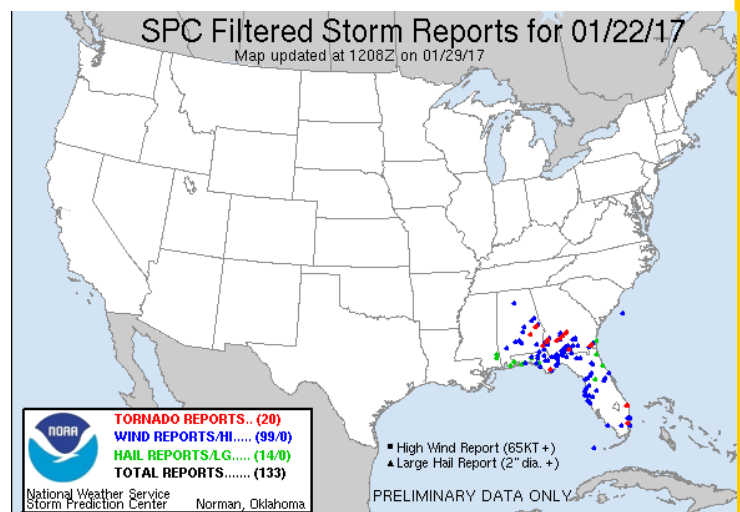 SPC Filtered Storm Reports for 01/22/17
Map updated at 1208Z on 01/29/17
NOAA
TORNADO REPORTS.. (20)
WIND REPORTS/HI..... (99/0)
HAIL REPORTS/LG..... (14/0)
TOTAL REPORTS....... (133)
National Weather Service
Storm Prediction Center Norman, Oklahoma
High Wind Report (65KT +)
Large Hail Report (2" dia. +)
PRELIMINARY DATA ONLY